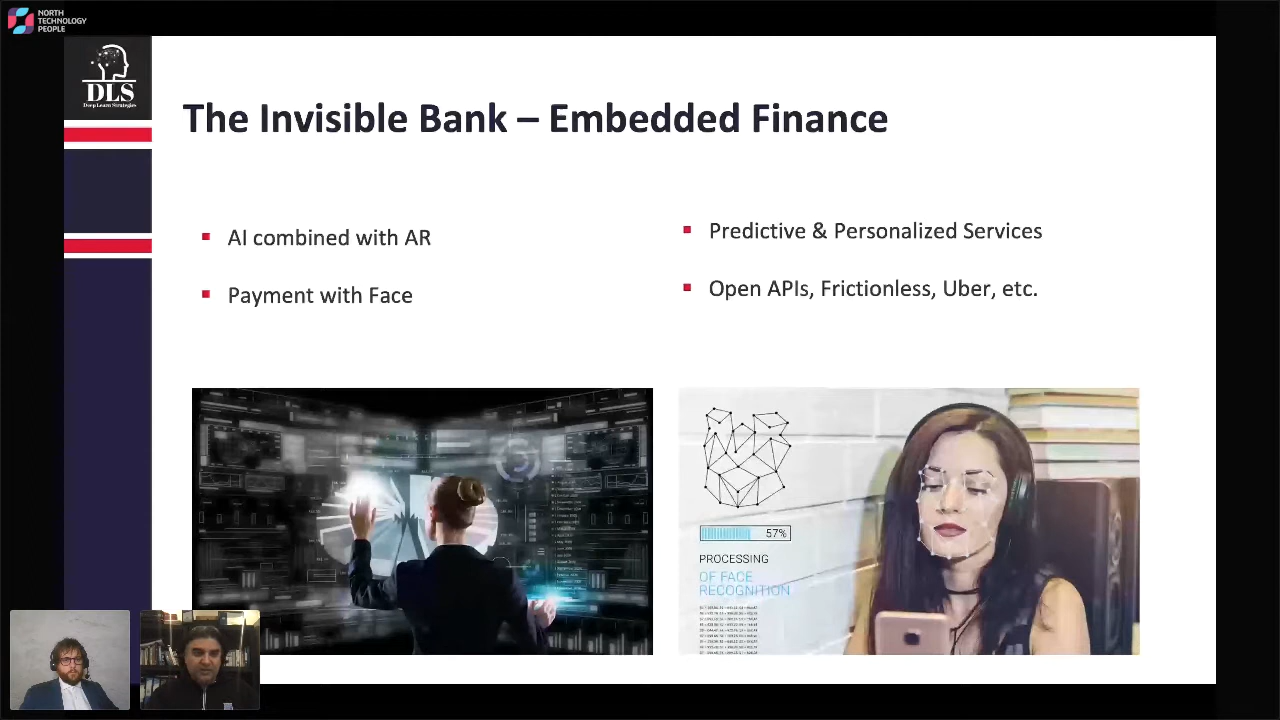 NORTH
TECHNOLOGY
PEOPLE
DLS
Deep Learn Strategies
The Invisible Bank – Embedded Finance
AI combined with AR
Payment with Face
Predictive & Personalized Services
Open APIs, Frictionless, Uber, etc.
57%
PROCESSING
OF FACE
RECOGNITION